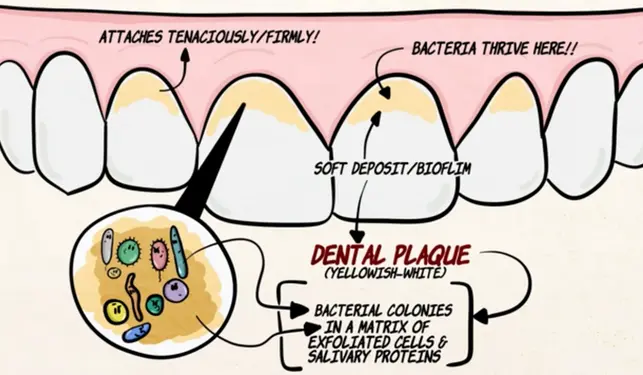 ATTACHES TENACIOUSLY/FIRMLY!
BACTERIA THRIVE HERE!!
SOFT DEPOSIT/BIOFLIM
DENTAL PLAQUE
(YELLOWISH-WHITE)
BACTERIAL COLONIES
IN A MATRIX OF
EXFOLIATED CELLS &
SALIVARY PROTEINS